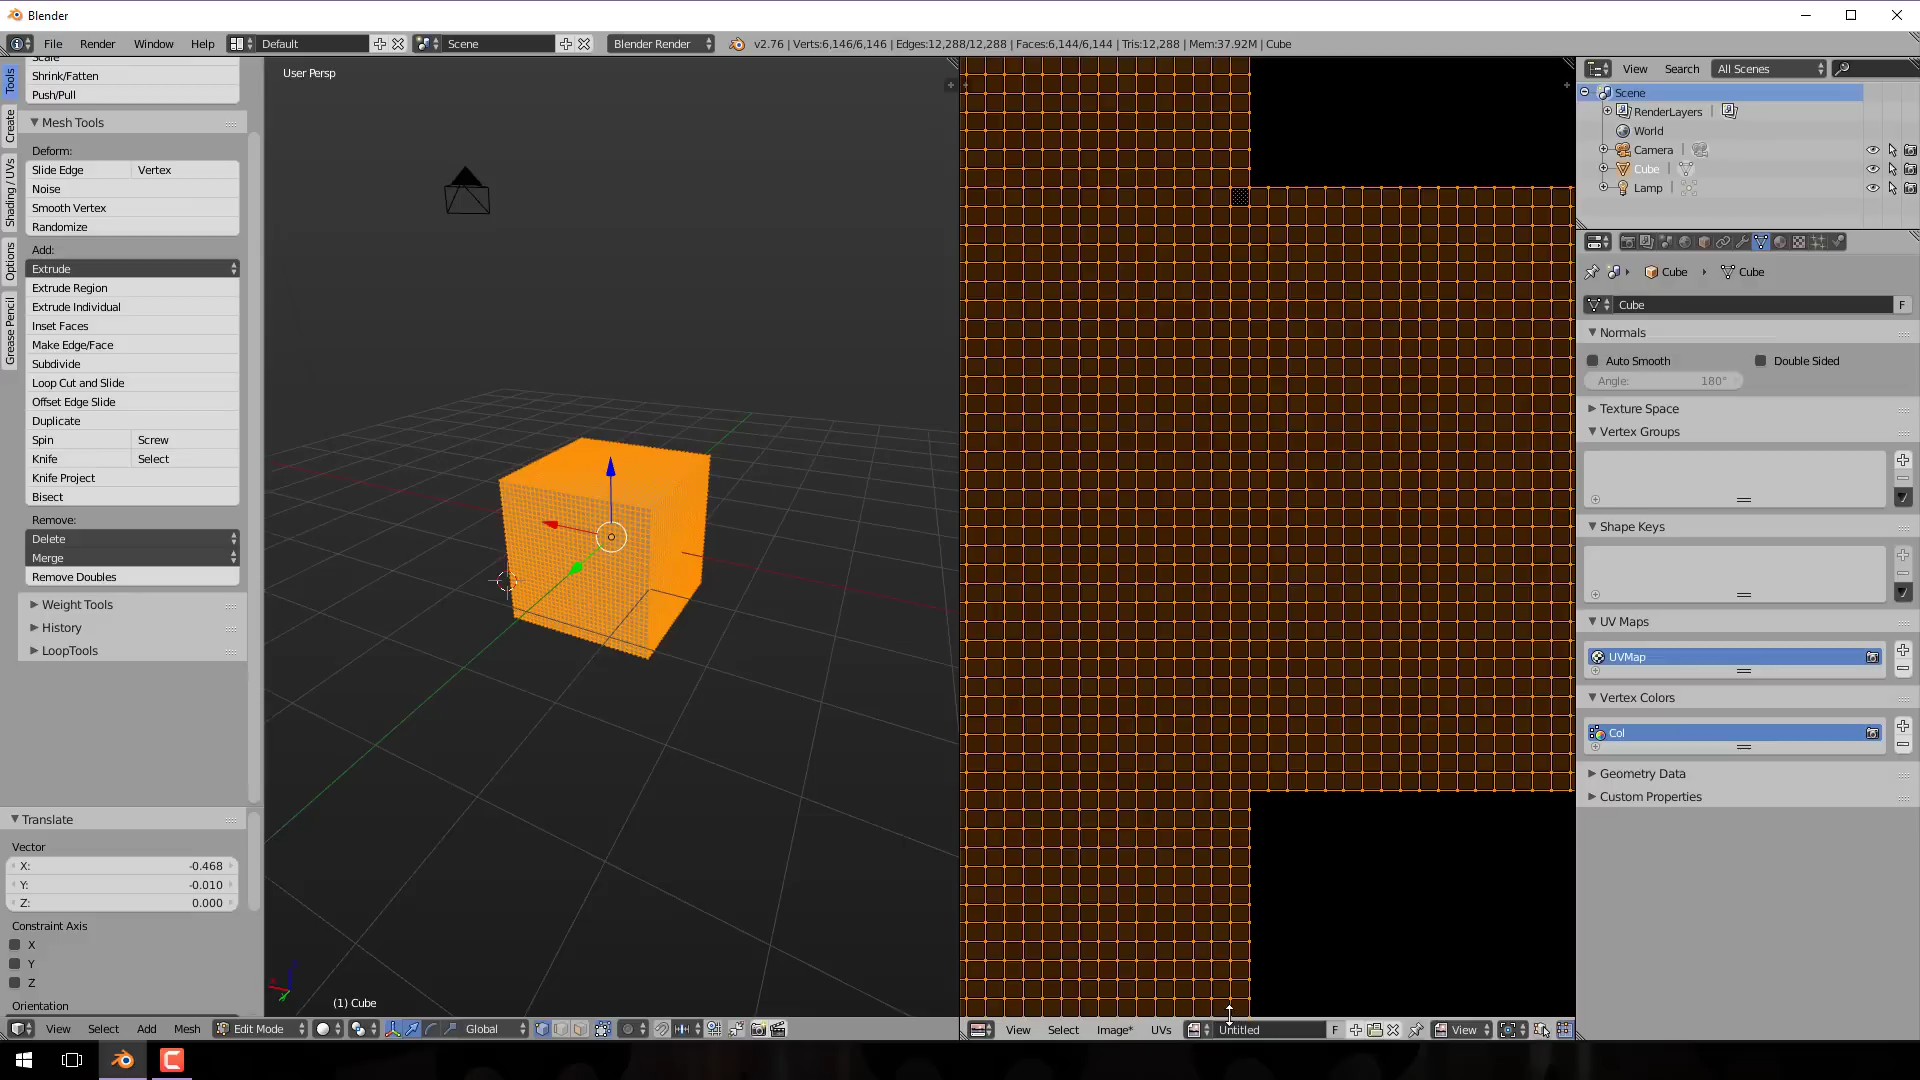 Blender
File Render Window Help Default Scene Blender Render v2.76 | Verts:6,146/6,146 | Edges:12,288/12,288 | Faces:6,144/6,144 | Tris:12,288 | Mem:37.92M | Cube
Tools
Create
Shading / UVs
Options
Grease Pencil
Scale
Shrink/Fatten
Push/Pull
Mesh Tools
Deform:
Slide Edge Vertex
Noise
Smooth Vertex
Randomize
Add:
Extrude
Extrude Region
Extrude Individual
Inset Faces
Make Edge/Face
Subdivide
Loop Cut and Slide
Offset Edge Slide
Duplicate
Spin Screw
Knife Select
Knife Project
Bisect
Remove:
Delete
Merge
Remove Doubles
Weight Tools
History
LoopTools
Translate
Vector
X: -0.468
Y: -0.010
Z: 0.000
Constraint Axis
X
Y
Z
Orientation
User Persp
(1) Cube
View Select Add Mesh Edit Mode Global
View Select Image* UVs Untitled F View
View Search All Scenes
Scene
RenderLayers |
World
Camera |
Cube |
Lamp |
Cube Cube
Cube F
Normals
Auto Smooth Double Sided
Angle: 180°
Texture Space
Vertex Groups
Shape Keys
UV Maps
UVMap
Vertex Colors
Col
Geometry Data
Custom Properties